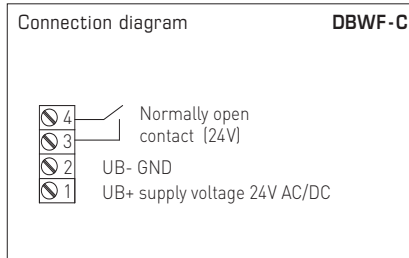 Connection diagram DBWF-C
4 Normally open
contact (24V)
3
2 UB- GND
1 UB+ supply voltage 24V AC/DC